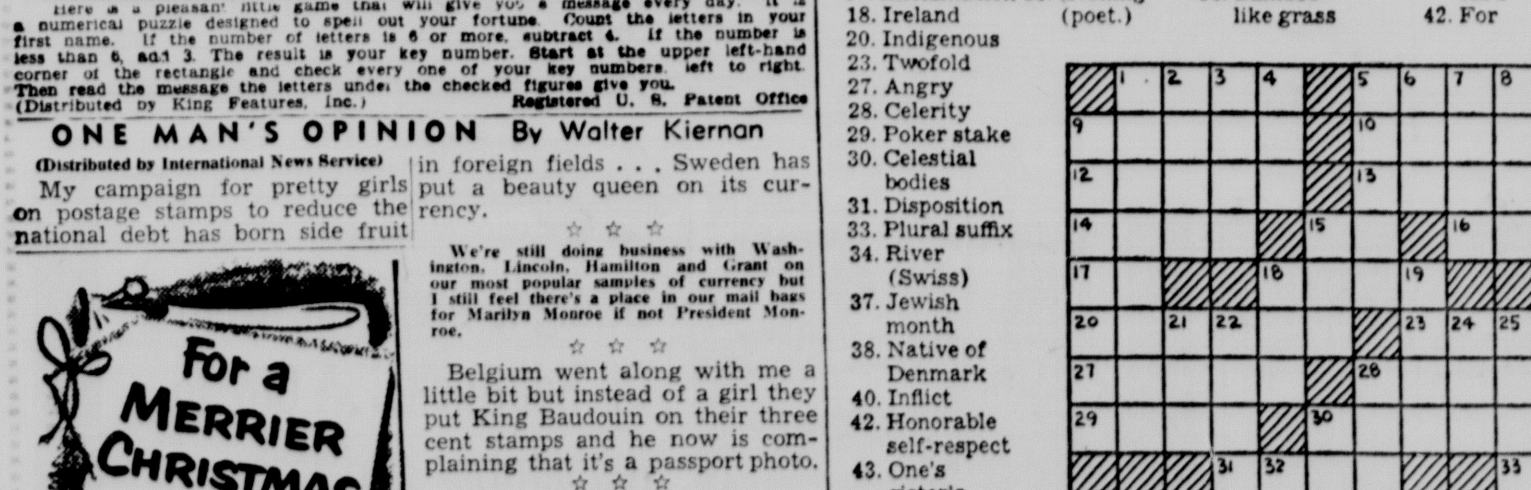 Here is a pleasant little game that will give you a message every day. It is
a numerical puzzle designed to spell out your fortune. Count the letters in your
first name. If the number of letters is 6 or more, subtract 4. If the number is
less than 6, add 3. The result is your key number. Start at the upper left-hand
corner of the rectangle and check every one of your key numbers, left to right.
Then read the message the letters under the checked figures give you.
(Distributed by King Features, Inc.) Registered U. S. Patent Office
ONE MAN'S OPINION By Walter Kiernan
(Distributed by International News Service)
My campaign for pretty girls
on postage stamps to reduce the
national debt has born side fruit
in foreign fields . . . Sweden has
put a beauty queen on its cur-
rency.
☆ ☆ ☆
We're still doing business with Wash-
ington, Lincoln, Hamilton and Grant on
our most popular samples of currency but
I still feel there's a place in our mail bags
for Marilyn Monroe if not President Mon-
roe.
☆ ☆ ☆
Belgium went along with me a
little bit but instead of a girl they
put King Baudouin on their three
cent stamps and he now is com-
plaining that it's a passport photo.
☆ ☆ ☆
For a
MERRIER
CHRISTMAS
18. Ireland
20. Indigenous
23. Twofold
27. Angry
28. Celerity
29. Poker stake
30. Celestial
bodies
31. Disposition
33. Plural suffix
34. River
(Swiss)
37. Jewish
month
38. Native of
Denmark
40. Inflict
42. Honorable
self-respect
43. One's
(poet.)
like grass
42. For
1 2 3 4 5 6 7 8
9 10
12 13
14 15 16
17 18 19
20 21 22 23 24 25
27 28
29 30
31 32 33